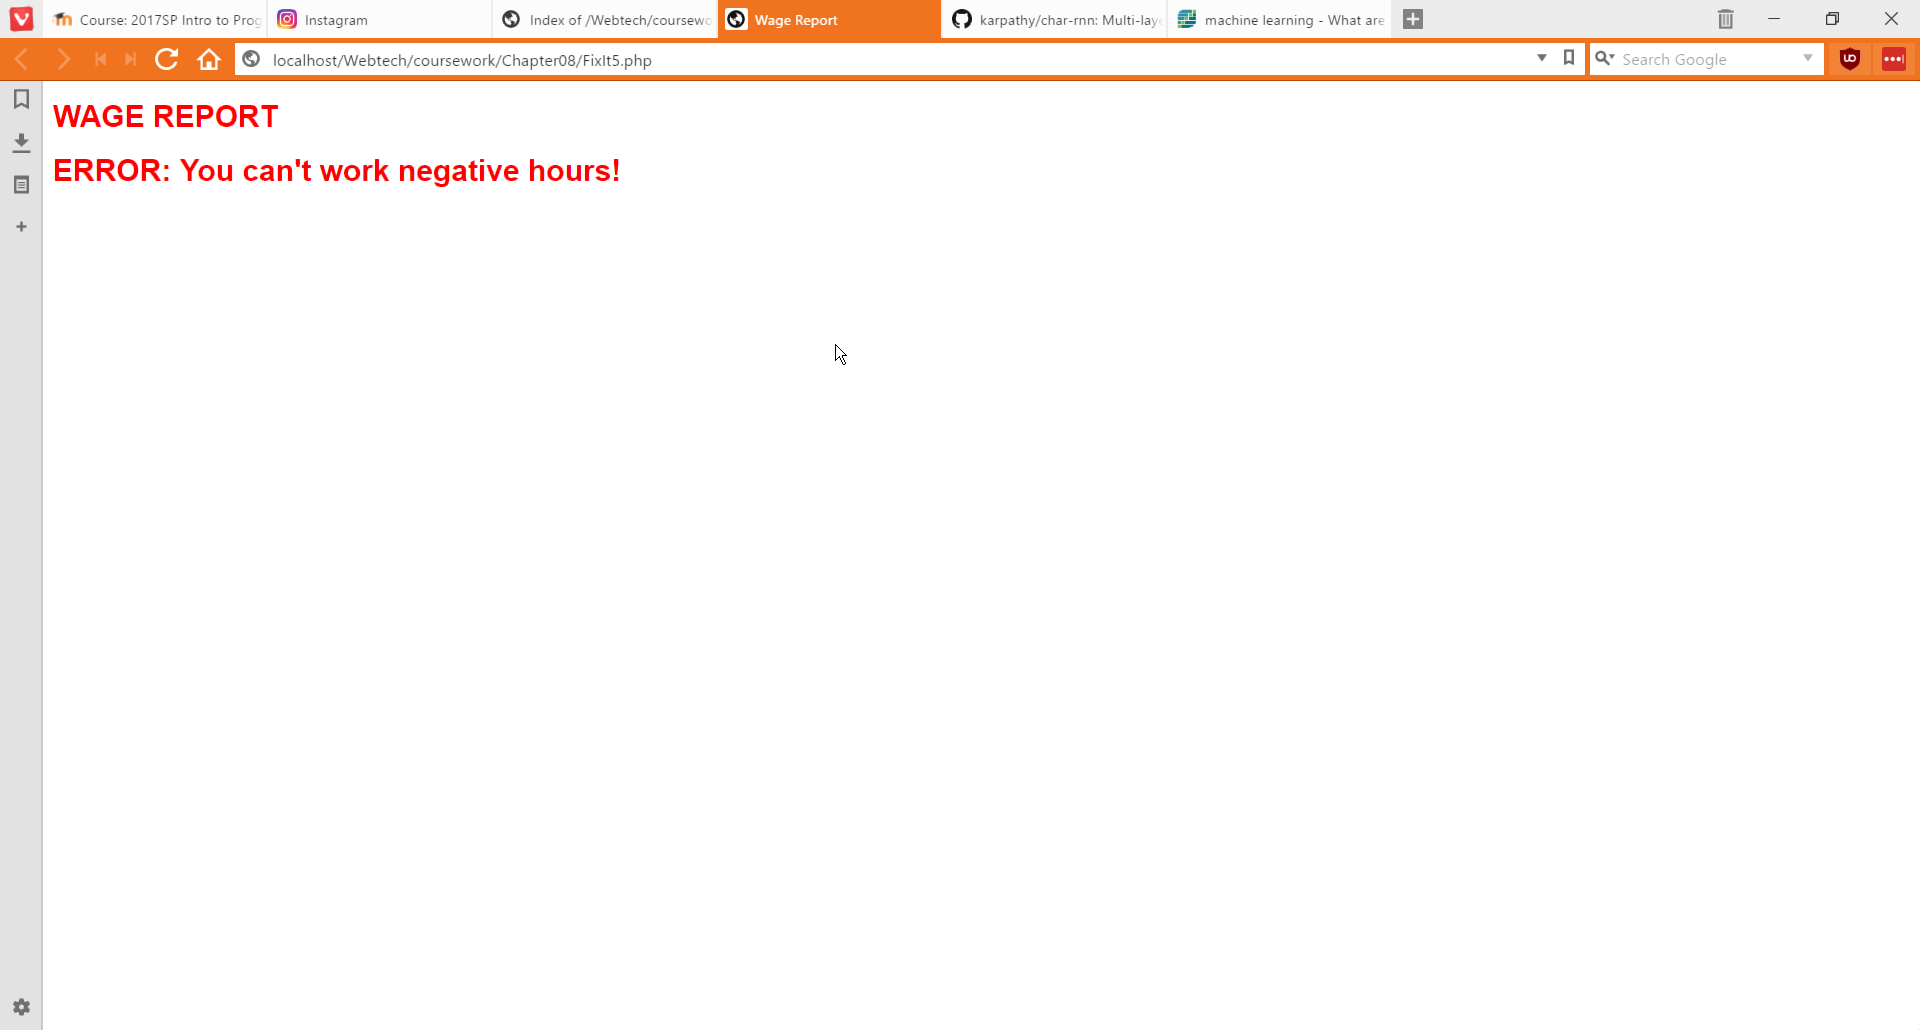 Course: 2017SP Intro to Prog
Instagram
Index of /Webtech/coursewo
Wage Report
karpathy/char-rnn: Multi-laye
machine learning - What are
localhost/Webtech/coursework/Chapter08/FixIt5.php
Search Google
WAGE REPORT
ERROR: You can't work negative hours!